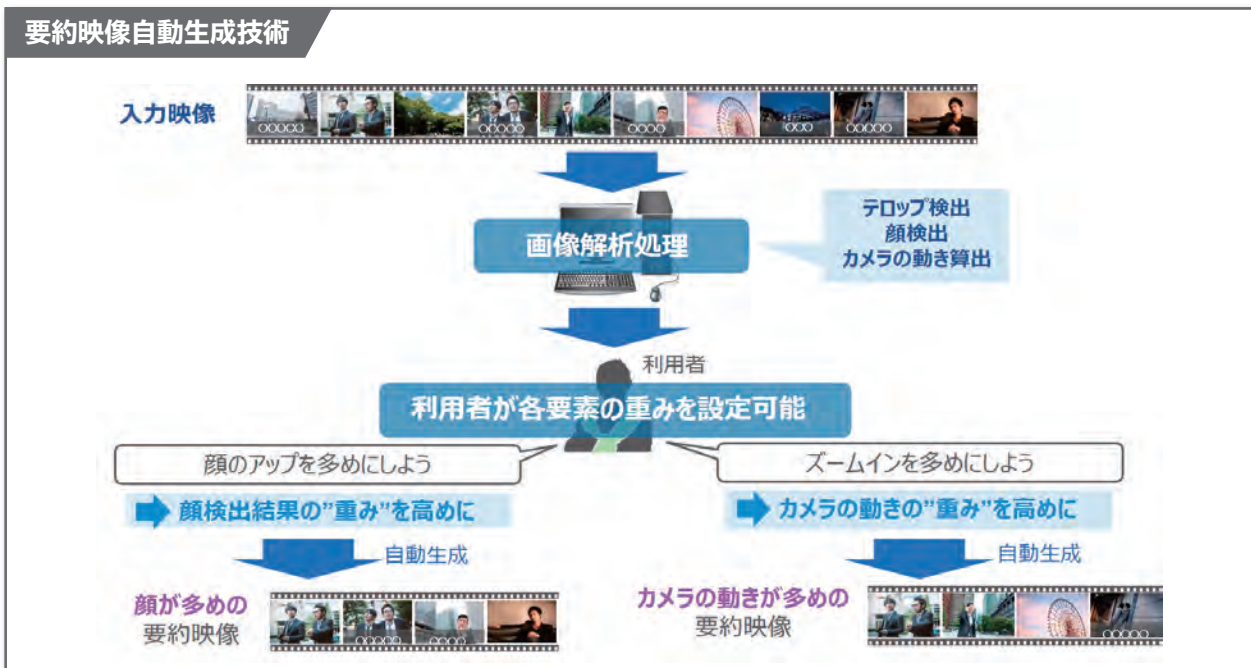 要約映像自動生成技術
入力映像
○○○○○
○○○○○
○○○○
○○○
○○○○○
画像解析処理
テロップ検出
顔検出
カメラの動き算出
利用者
利用者が各要素の重みを設定可能
顔のアップを多めにしよう
ズームインを多めにしよう
顔検出結果の”重み”を高めに
カメラの動きの”重み”を高めに
自動生成
自動生成
顔が多めの
要約映像
○○○○○
○○○○
カメラの動きが多めの
要約映像
○○○○○